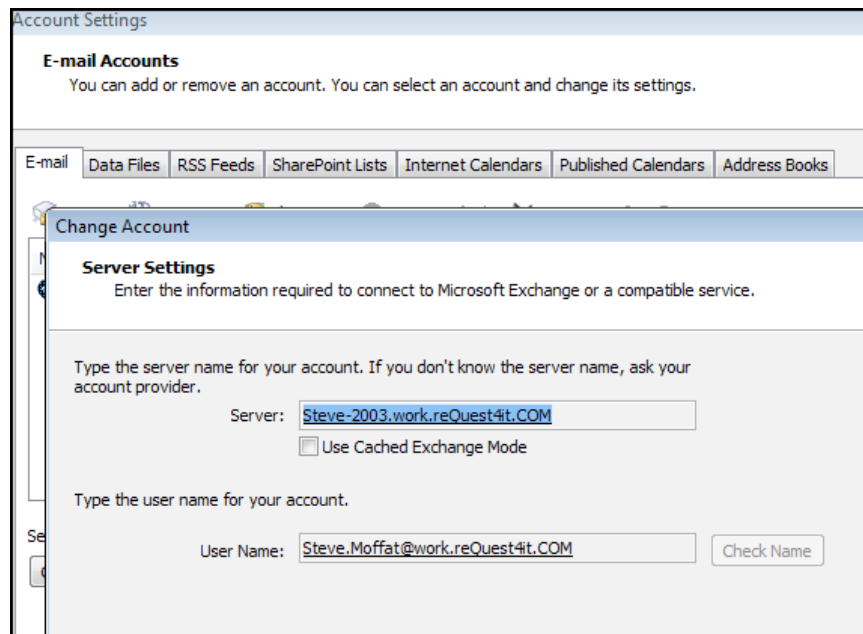 Account Settings
E-mail Accounts
You can add or remove an account. You can select an account and change its settings.
E-mail Data Files RSS Feeds SharePoint Lists Internet Calendars Published Calendars Address Books
Change Account
Server Settings
Enter the information required to connect to Microsoft Exchange or a compatible service.
Type the server name for your account. If you don't know the server name, ask your
account provider.
Server: Steve-2003.work.reQuest4it.COM
Use Cached Exchange Mode
Type the user name for your account.
Se
User Name: Steve.Moffat@work.reQuest4it.COM Check Name